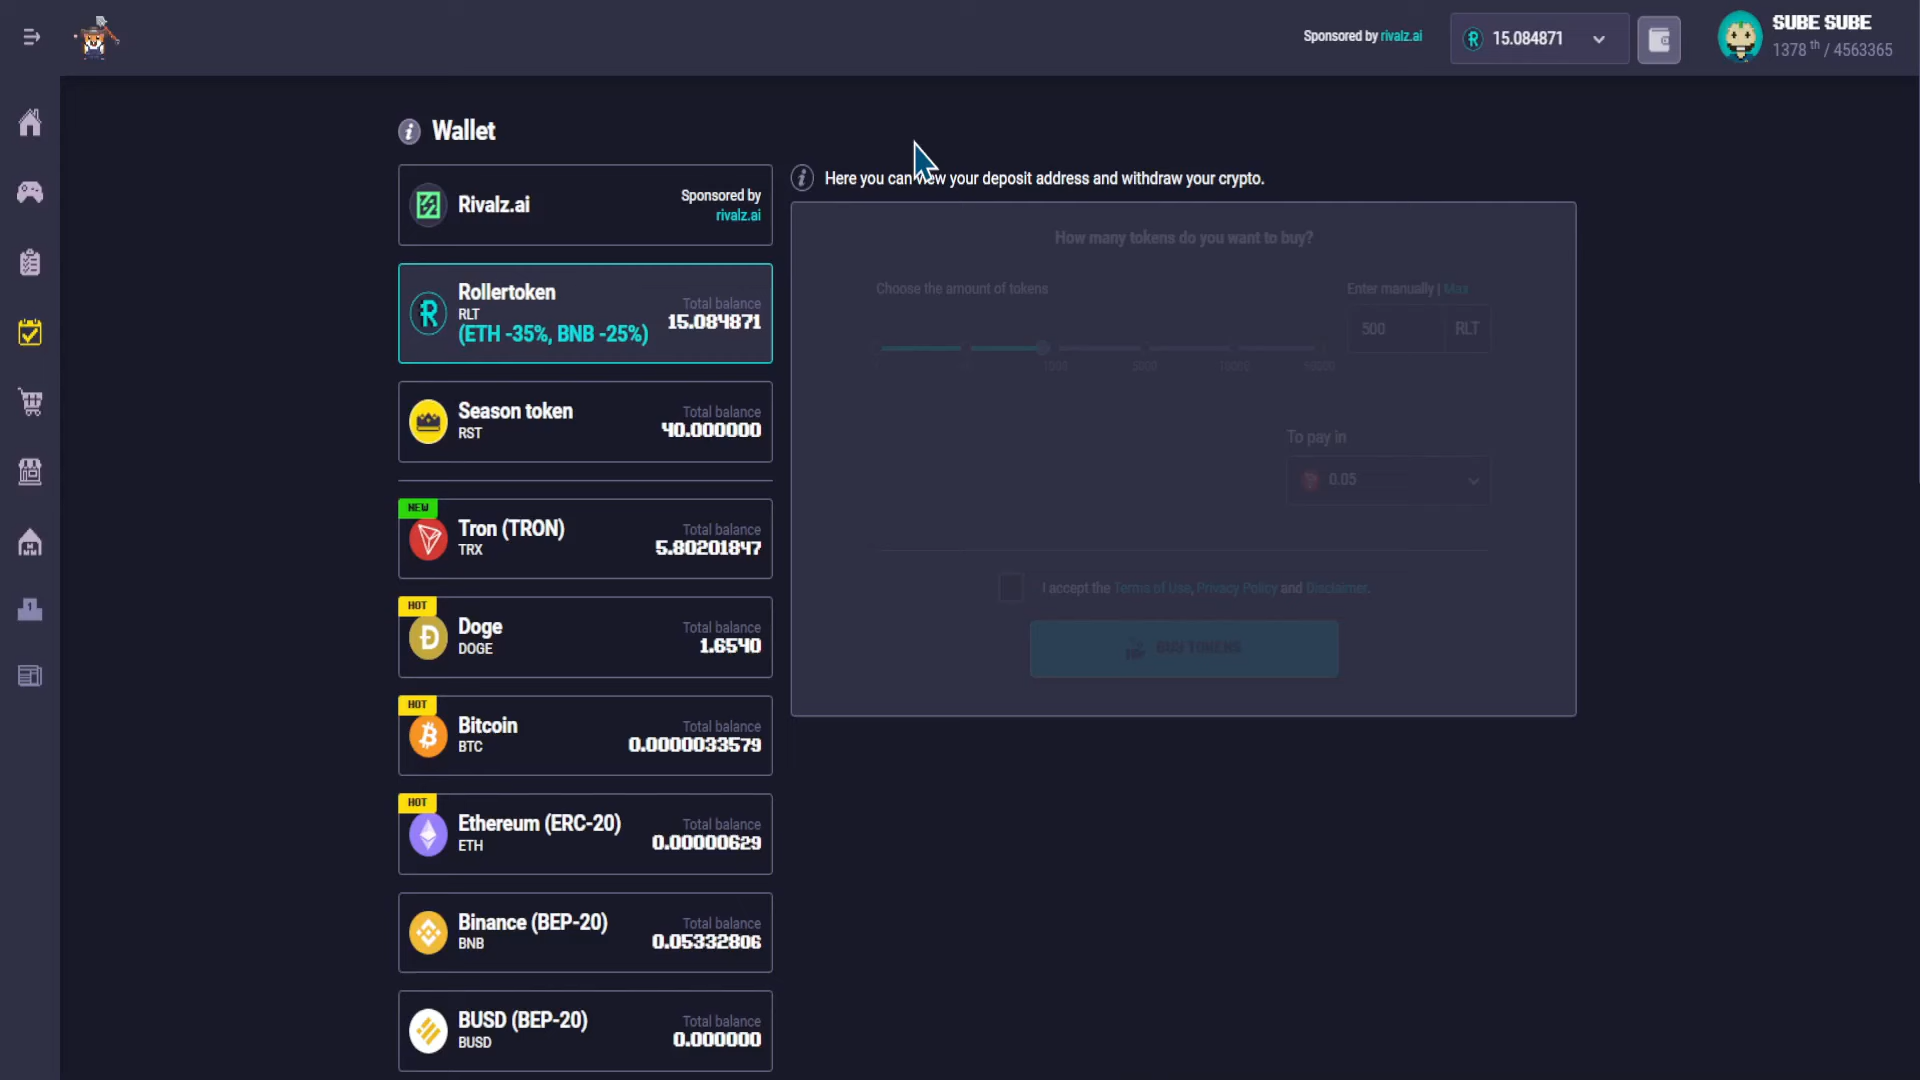 Sponsored by rivalz.ai
15.084871
SUBE SUBE
1378 th / 4563365
Wallet
Here you can view your deposit address and withdraw your crypto.
Rivalz.ai
Sponsored by
rivalz.ai
Rollertoken
RLT
(ETH -35%, BNB -25%)
Total balance
15.084871
Season token
RST
Total balance
40.000000
NEW
Tron (TRON)
TRX
Total balance
5.80201847
HOT
Doge
DOGE
Total balance
1.6540
HOT
Bitcoin
BTC
Total balance
0.0000033579
HOT
Ethereum (ERC-20)
ETH
Total balance
0.00000629
Binance (BEP-20)
BNB
Total balance
0.05332806
BUSD (BEP-20)
BUSD
Total balance
0.000000
How many tokens do you want to buy?
Choose the amount of tokens
Enter manually | Max
500 RLT
1000 5000 10000
To pay in
0.05
I accept the Terms of Use, Privacy Policy and Disclaimer.
BUY TOKENS